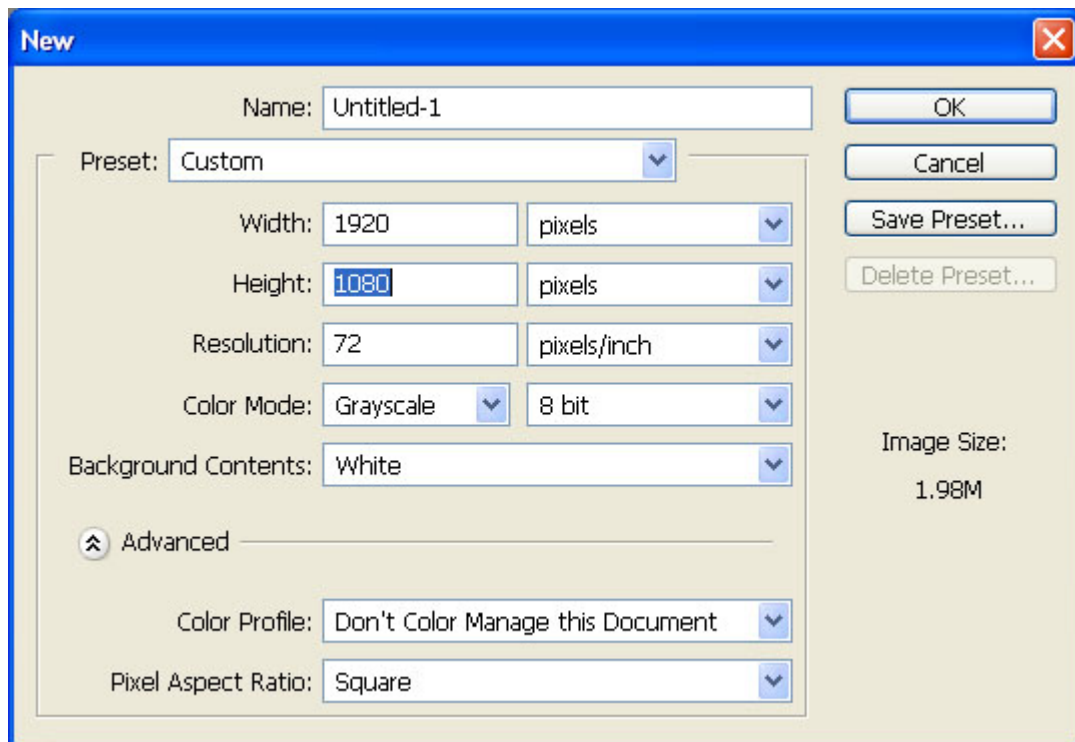 New
Name: Untitled-1
OK
Preset: Custom
Cancel
Width: 1920 pixels
Save Preset...
Height: 1080 pixels
Delete Preset...
Resolution: 72 pixels/inch
Color Mode: Grayscale 8 bit
Image Size:
Background Contents: White
1.98M
Advanced
Color Profile: Don't Color Manage this Document
Pixel Aspect Ratio: Square